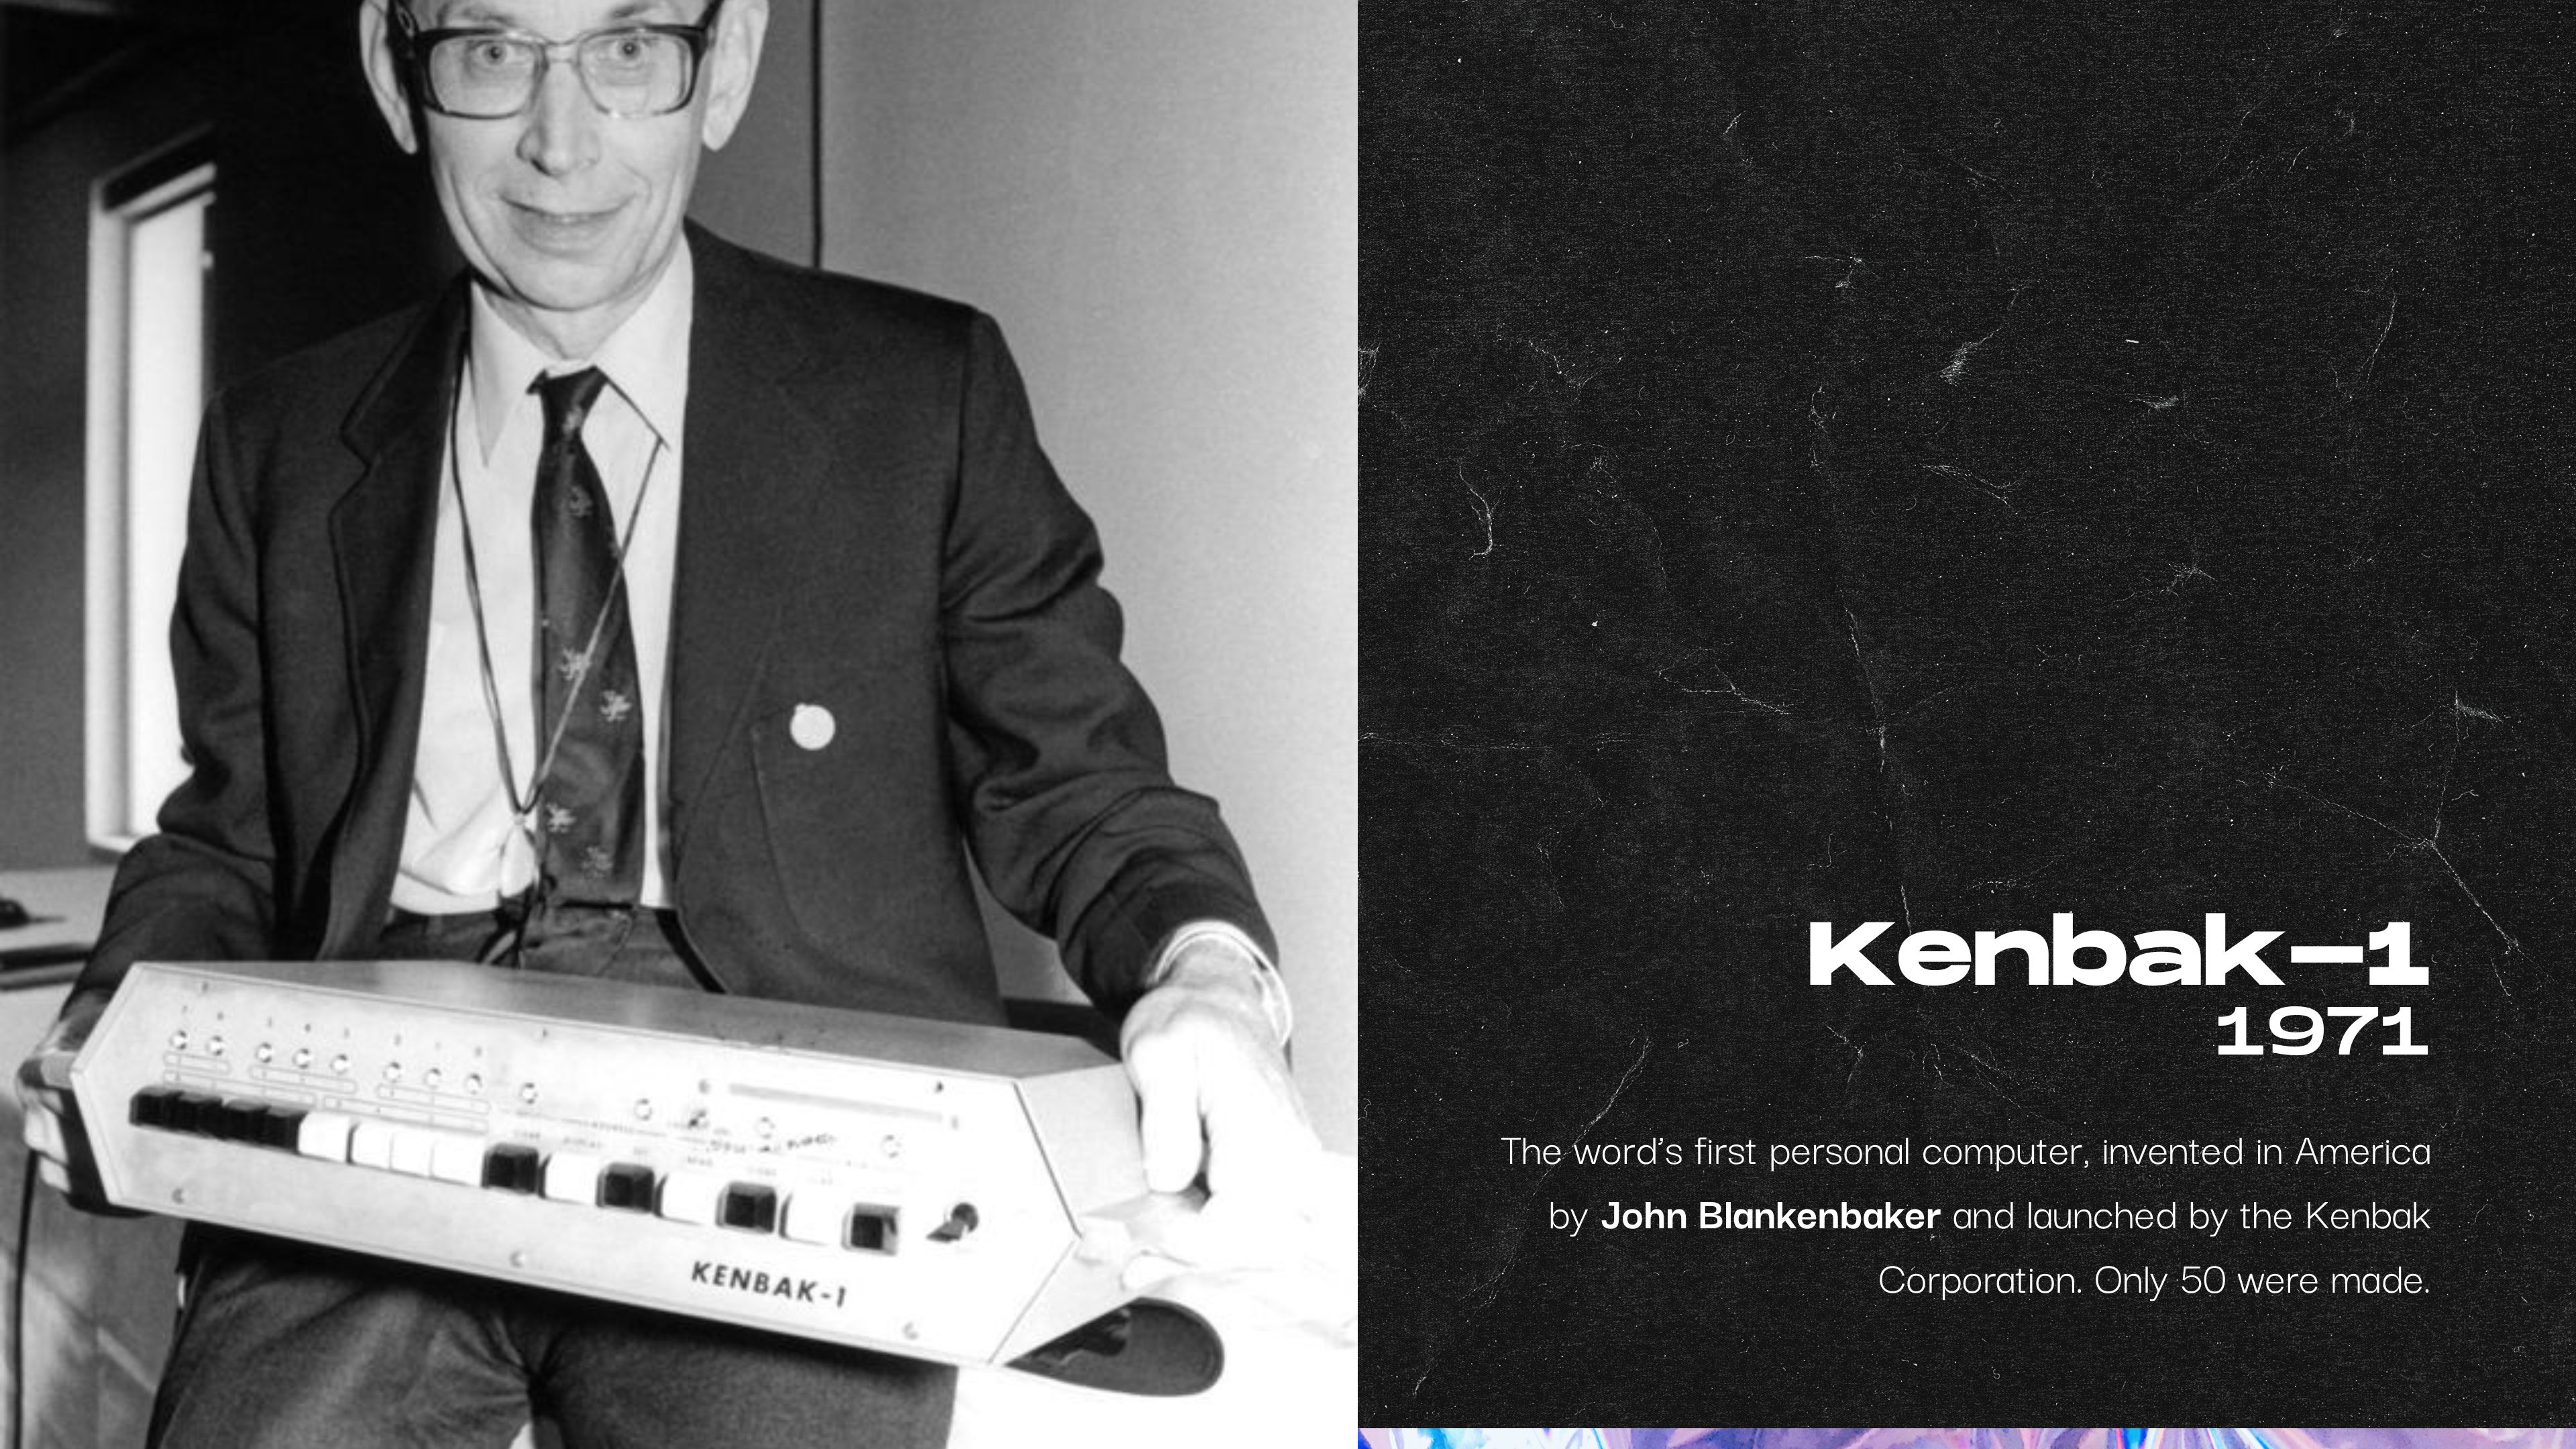 KENBAK-1
Kenbak–1
1971
The word’s first personal computer, invented in America
by John Blankenbaker and launched by the Kenbak
Corporation. Only 50 were made.